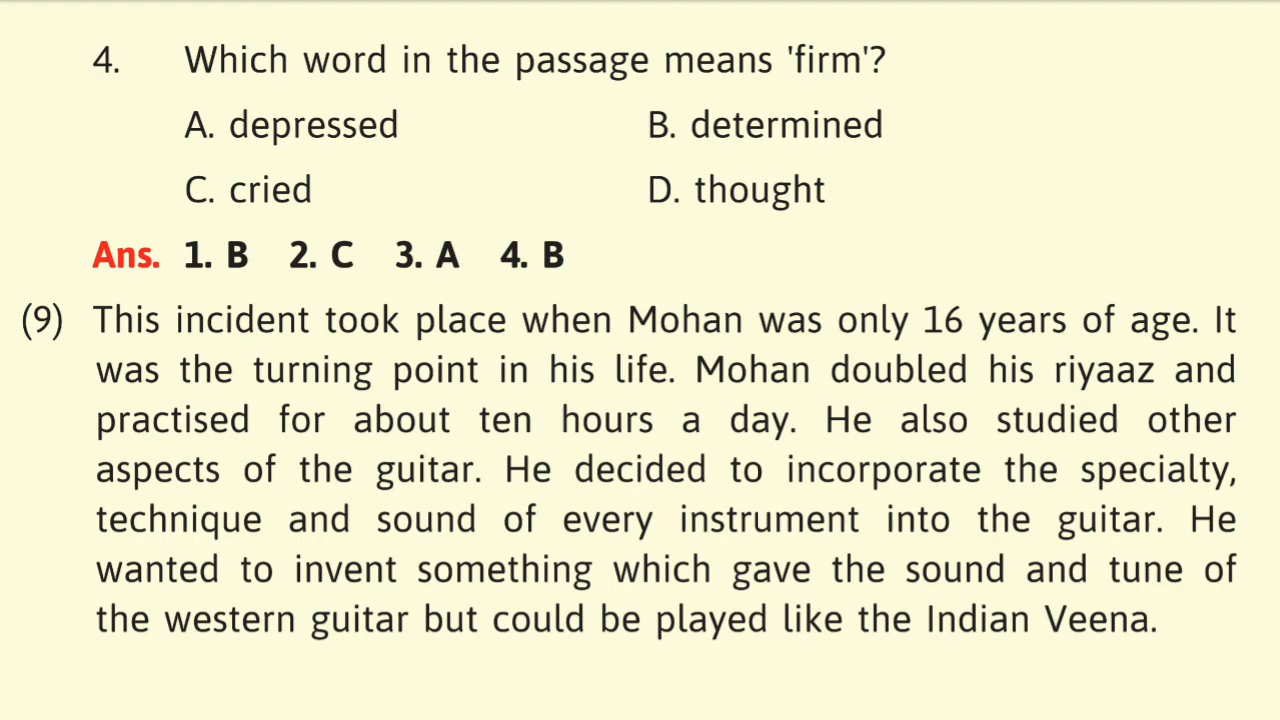 4. Which word in the passage means 'firm'?
A. depressed B. determined
C. cried D. thought
Ans. 1. B 2. C 3. A 4. B
(9) This incident took place when Mohan was only 16 years of age. It
was the turning point in his life. Mohan doubled his riyaaz and
practised for about ten hours a day. He also studied other
aspects of the guitar. He decided to incorporate the specialty,
technique and sound of every instrument into the guitar. He
wanted to invent something which gave the sound and tune of
the western guitar but could be played like the Indian Veena.